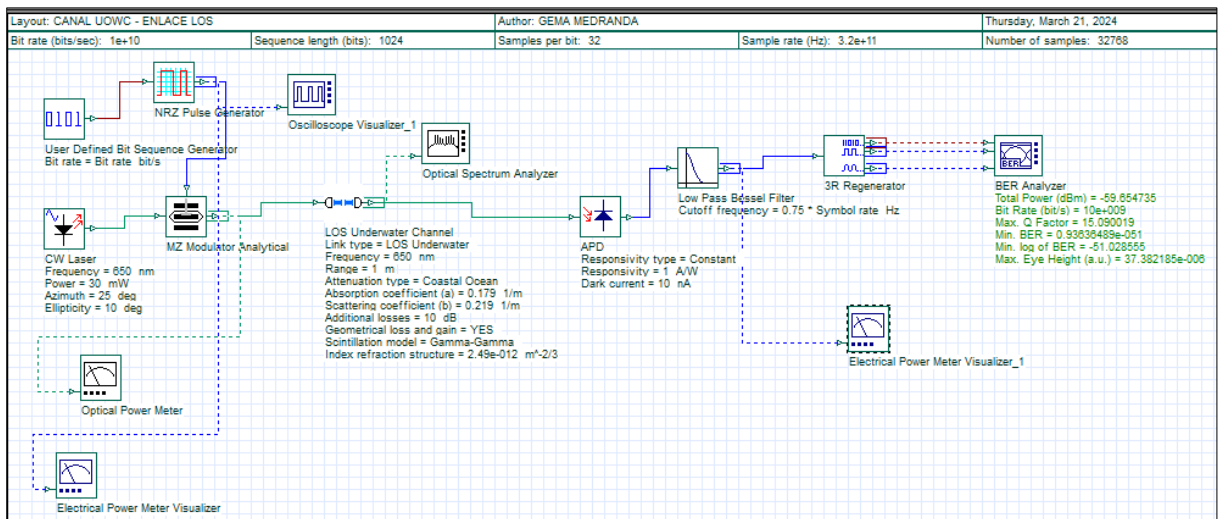 Layout: CANAL UOWC - ENLACE LOS
Author: GEMA MEDRANDA
Thursday, March 21, 2024
Bit rate (bits/sec): 1e+10
Sequence length (bits): 1024
Samples per bit: 32
Sample rate (Hz): 3.2e+11
Number of samples: 32768
NRZ Pulse Generator
Oscilloscope Visualizer_1
0101
User Defined Bit Sequence Generator
Bit rate = Bit rate bit/s
Optical Spectrum Analyzer
Low Pass Bessel Filter
Cutoff frequency = 0.75 * Symbol rate Hz
3R Regenerator
BER
BER Analyzer
Total Power (dBm) = -59.654735
Bit Rate (bit/s) = 10e+009
Max. Q Factor = 15.090019
Min. BER = 0.93636489e-051
Min. log of BER = -51.028555
Max. Eye Height (a.u.) = 37.382185e-006
CW Laser
Frequency = 650 nm
Power = 30 mW
Azimuth = 25 deg
Ellipticity = 10 deg
MZ Modulator Analytical
LOS Underwater Channel
Link type = LOS Underwater
Frequency = 650 nm
Range = 1 m
Attenuation type = Coastal Ocean
Absorption coefficient (a) = 0.179 1/m
Scattering coefficient (b) = 0.219 1/m
Additional losses = 10 dB
Geometrical loss and gain = YES
Scintillation model = Gamma-Gamma
Index refraction structure = 2.49e-012 m^-2/3
APD
Responsivity type = Constant
Responsivity = 1 A/W
Dark current = 10 nA
Electrical Power Meter Visualizer_1
Optical Power Meter
Electrical Power Meter Visualizer